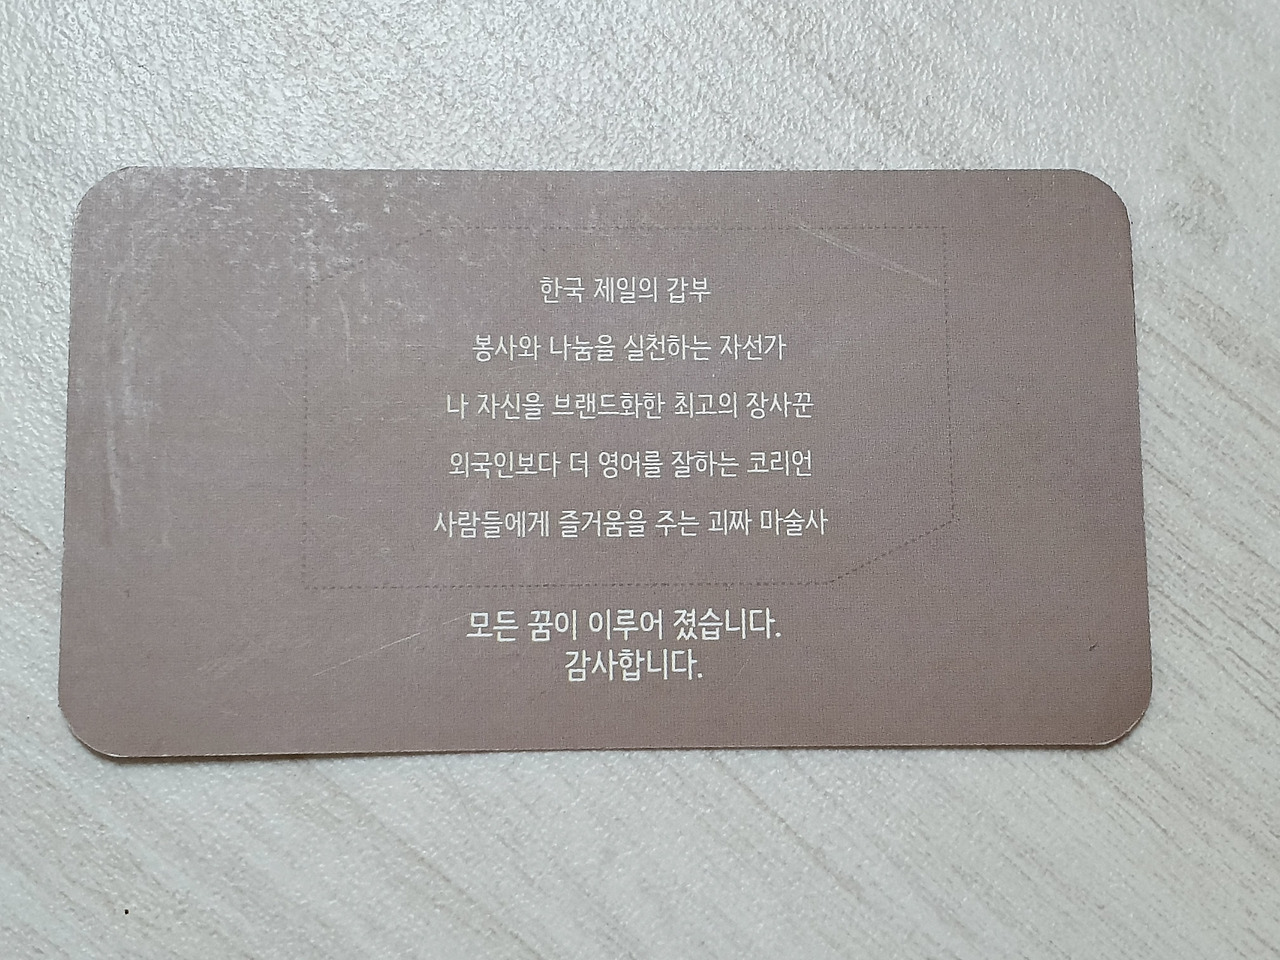 한국 제일의 갑부
봉사와 나눔을 실천하는 자선가
나 자신을 브랜드화한 최고의 장사꾼
외국인보다 더 영어를 잘하는 코리언
사람들에게 즐거움을 주는 괴짜 마술사
모든 꿈이 이루어 졌습니다.
감사합니다.